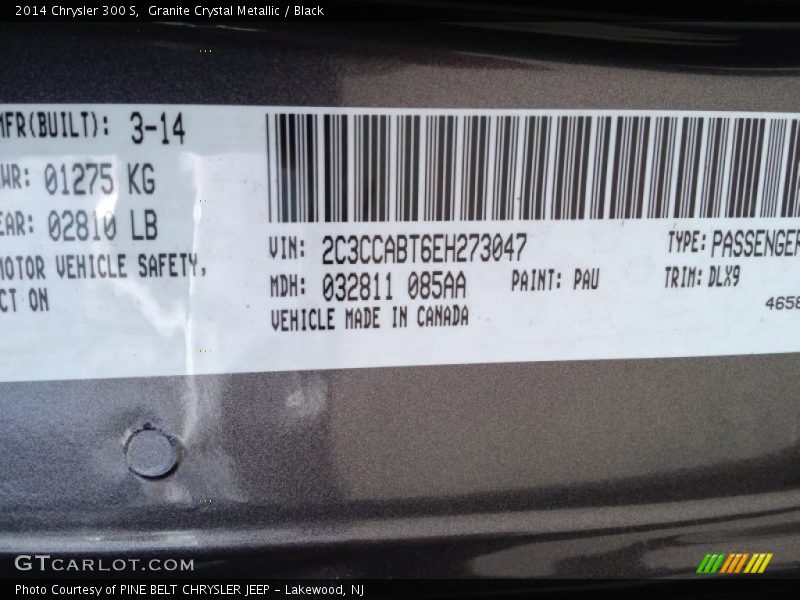 2014 Chrysler 300 S,  Granite Crystal Metallic / Black
MFR(BUILT): 3-14
WR: 01275 KG
EAR: 02810 LB
MOTOR VEHICLE SAFETY,
CT ON
VIN: 2C3CCABT6EH273047
TYPE: PASSENGER
MDH: 032811 085AA
PAINT: PAU
TRIM: DLX9
VEHICLE MADE IN CANADA
4658
GTCARLOT.COM
Photo Courtesy of PINE BELT CHRYSLER JEEP - Lakewood, NJ